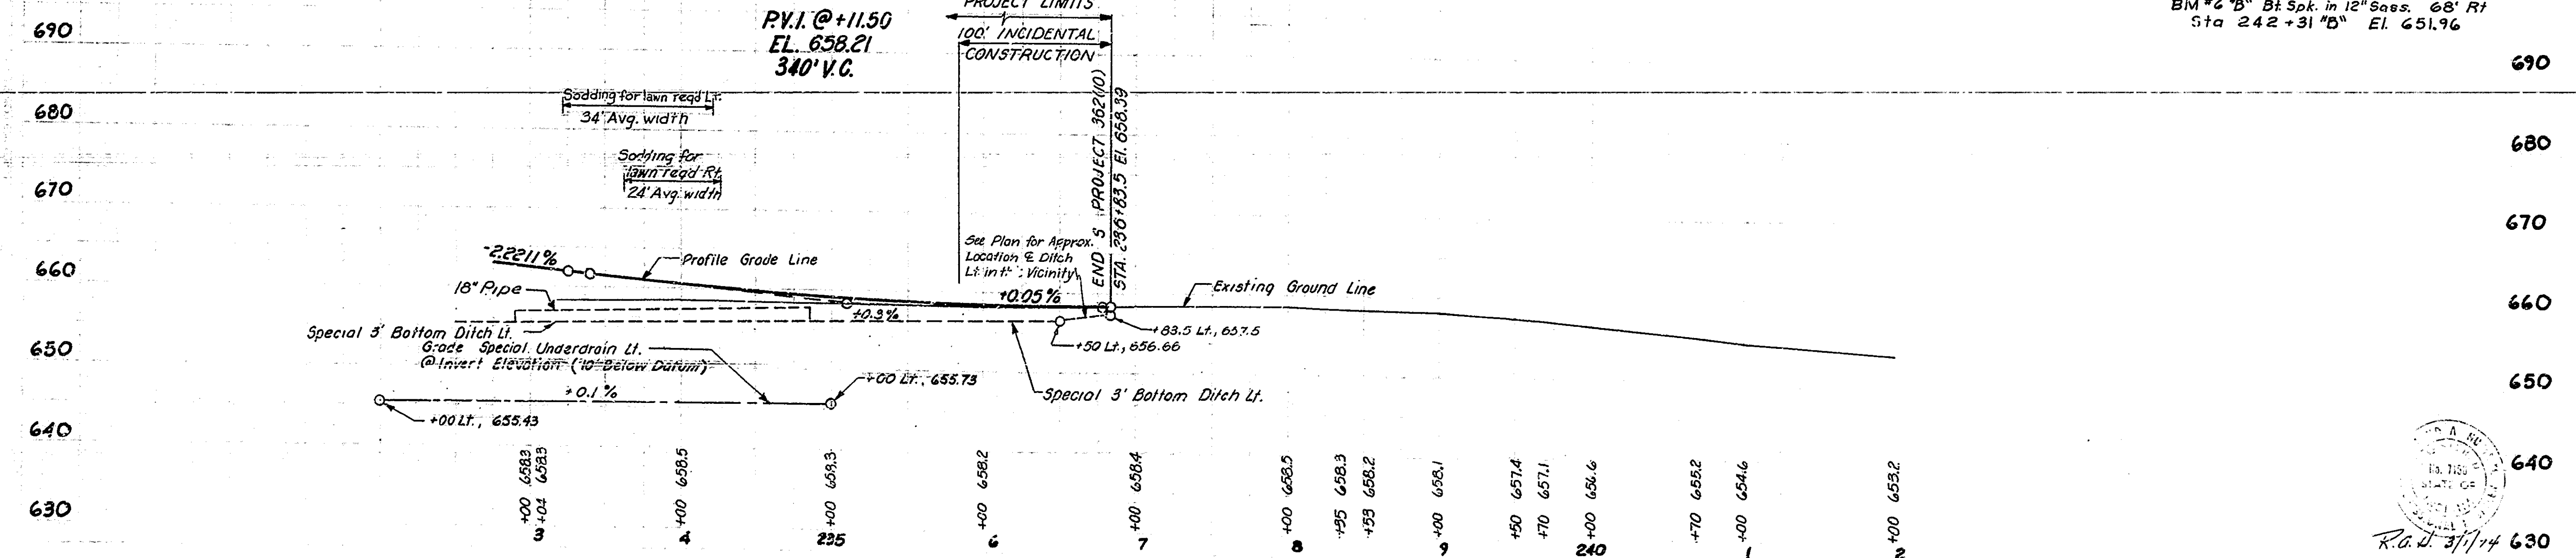 PROJECT LIMITS
100' INCIDENTAL
CONSTRUCTION
P.V.I. @ +11.50
EL. 658.21
340' V.C.
BM #6 "B" Bt Spk. in 12" Sass. 68' Rt
Sta 242 + 31 "B" El. 651.96
690
690
680
680
670
670
660
660
650
650
640
640
630
630
Sodding for lawn reqd Lt.
34' Avg. width
Sodding for
lawn reqd Rt.
24' Avg. width
END S PROJECT 362(10)
STA. 236+83.5 El. 658.39
See Plan for Approx.
Location ₵ Ditch
Lt. in Vicinity
-2.2211%
Profile Grade Line
18" Pipe
+0.05%
Existing Ground Line
+0.3%
Special 3' Bottom Ditch Lt.
+83.5 Lt., 657.5
+50 Lt., 656.66
Grade Special Underdrain Lt.
@ Invert Elevation (10' Below Datum)
+00 Lt., 655.73
+0.1%
Special 3' Bottom Ditch Lt.
+00 Lt., 655.43
+00 658.3
+04 658.3
+00 658.5
+00 658.3
+00 658.2
+00 658.4
+00 658.5
+35 658.3
+53 658.2
+00 658.1
+50 657.4
+70 657.1
+00 656.6
+70 655.2
+00 654.6
+00 653.2
3 4 235 6 7 8 9 240 1 2
No. 7150
STATE OF
R.A.H. 3/1/74